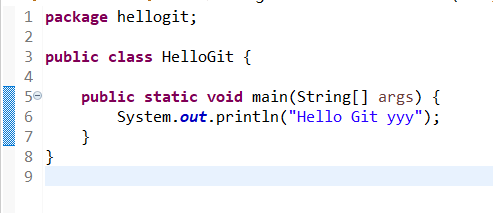 1 package hellogit;
2
3 public class HelloGit {
4
5     public static void main(String[] args) {
6         System.out.println("Hello Git yyy");
7     }
8 }
9